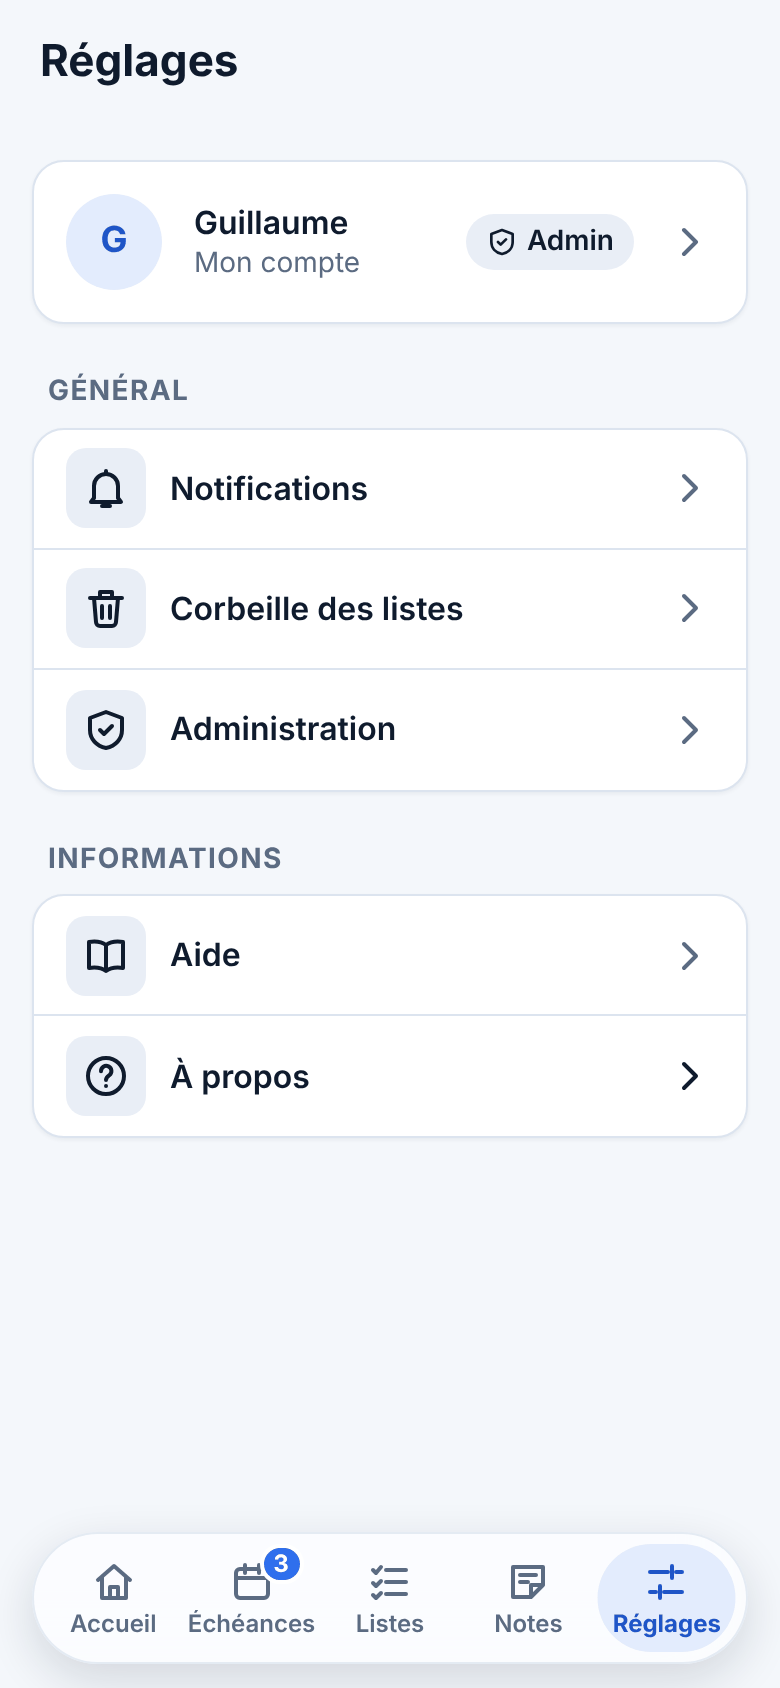 Réglages
G
Guillaume
Mon compte
Admin
GÉNÉRAL
Notifications
Corbeille des listes
Administration
INFORMATIONS
Aide
À propos
3
Accueil
Échéances
Listes
Notes
Réglages